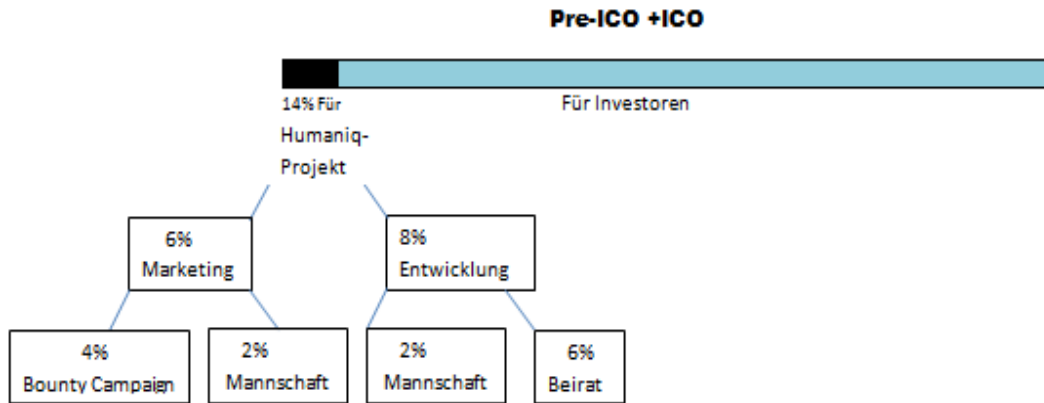 Pre-ICO +ICO
14% Für
Humaniq-
Projekt
Für Investoren
6%
Marketing
8%
Entwicklung
4%
Bounty Campaign
2%
Mannschaft
2%
Mannschaft
6%
Beirat